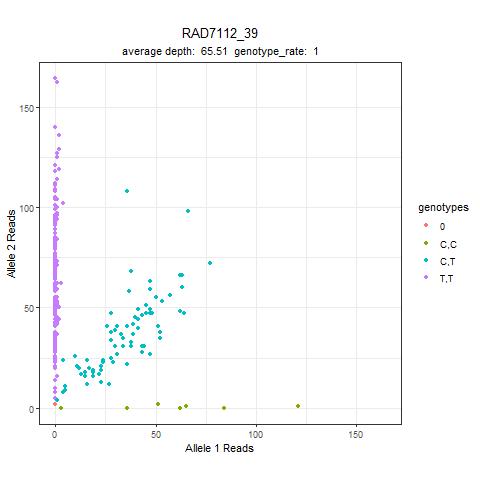 RAD7112_39
average depth: 65.51 genotype_rate: 1
150
100
50
0
Allele 2 Reads
0
50
100
150
Allele 1 Reads
genotypes
0
C,C
C,T
T,T